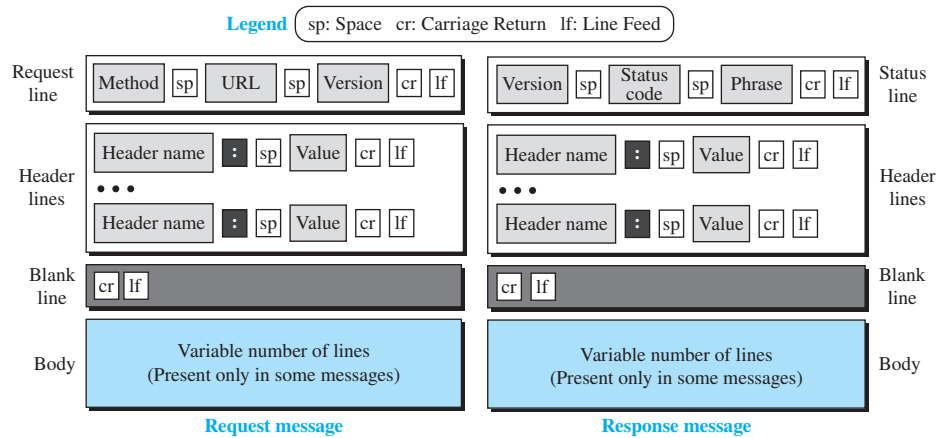 Legend sp: Space cr: Carriage Return lf: Line Feed
Request line
Method sp URL sp Version cr lf
Header lines
Header name : sp Value cr lf
• • •
Header name : sp Value cr lf
Blank line
cr lf
Body
Variable number of lines
(Present only in some messages)
Request message
Version sp Status code sp Phrase cr lf
Status line
Header name : sp Value cr lf
• • •
Header name : sp Value cr lf
Header lines
cr lf
Blank line
Variable number of lines
(Present only in some messages)
Body
Response message